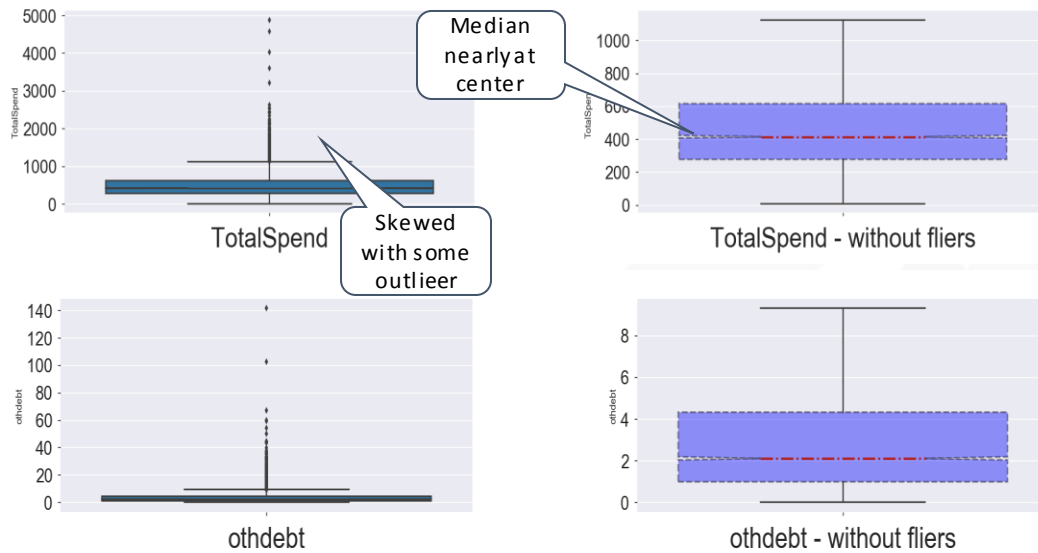 5000
4000
3000
2000
1000
0
TotalSpend
TotalSpend
Skewed
with some
outlieer
Median
nearly at
center
1000
800
600
400
200
0
TotalSpend
TotalSpend - without fliers
140
120
100
80
60
40
20
0
othdebt
othdebt
8
6
4
2
0
othdebt
othdebt - without fliers